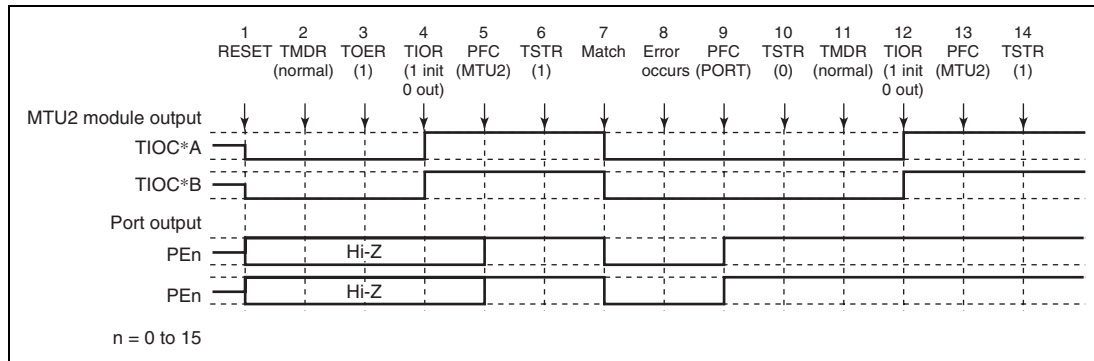 1 2 3 4 5 6 7 8 9 10 11 12 13 14
RESET TMDR TOER TIOR PFC TSTR Match Error PFC TSTR TMDR TIOR PFC TSTR
(normal) (1) (1 init (MTU2) (1) occurs (PORT) (0) (normal) (1 init (MTU2) (1)
0 out) 0 out)
MTU2 module output
TIOC*A
TIOC*B
Port output
PEn Hi-Z
PEn Hi-Z
n = 0 to 15